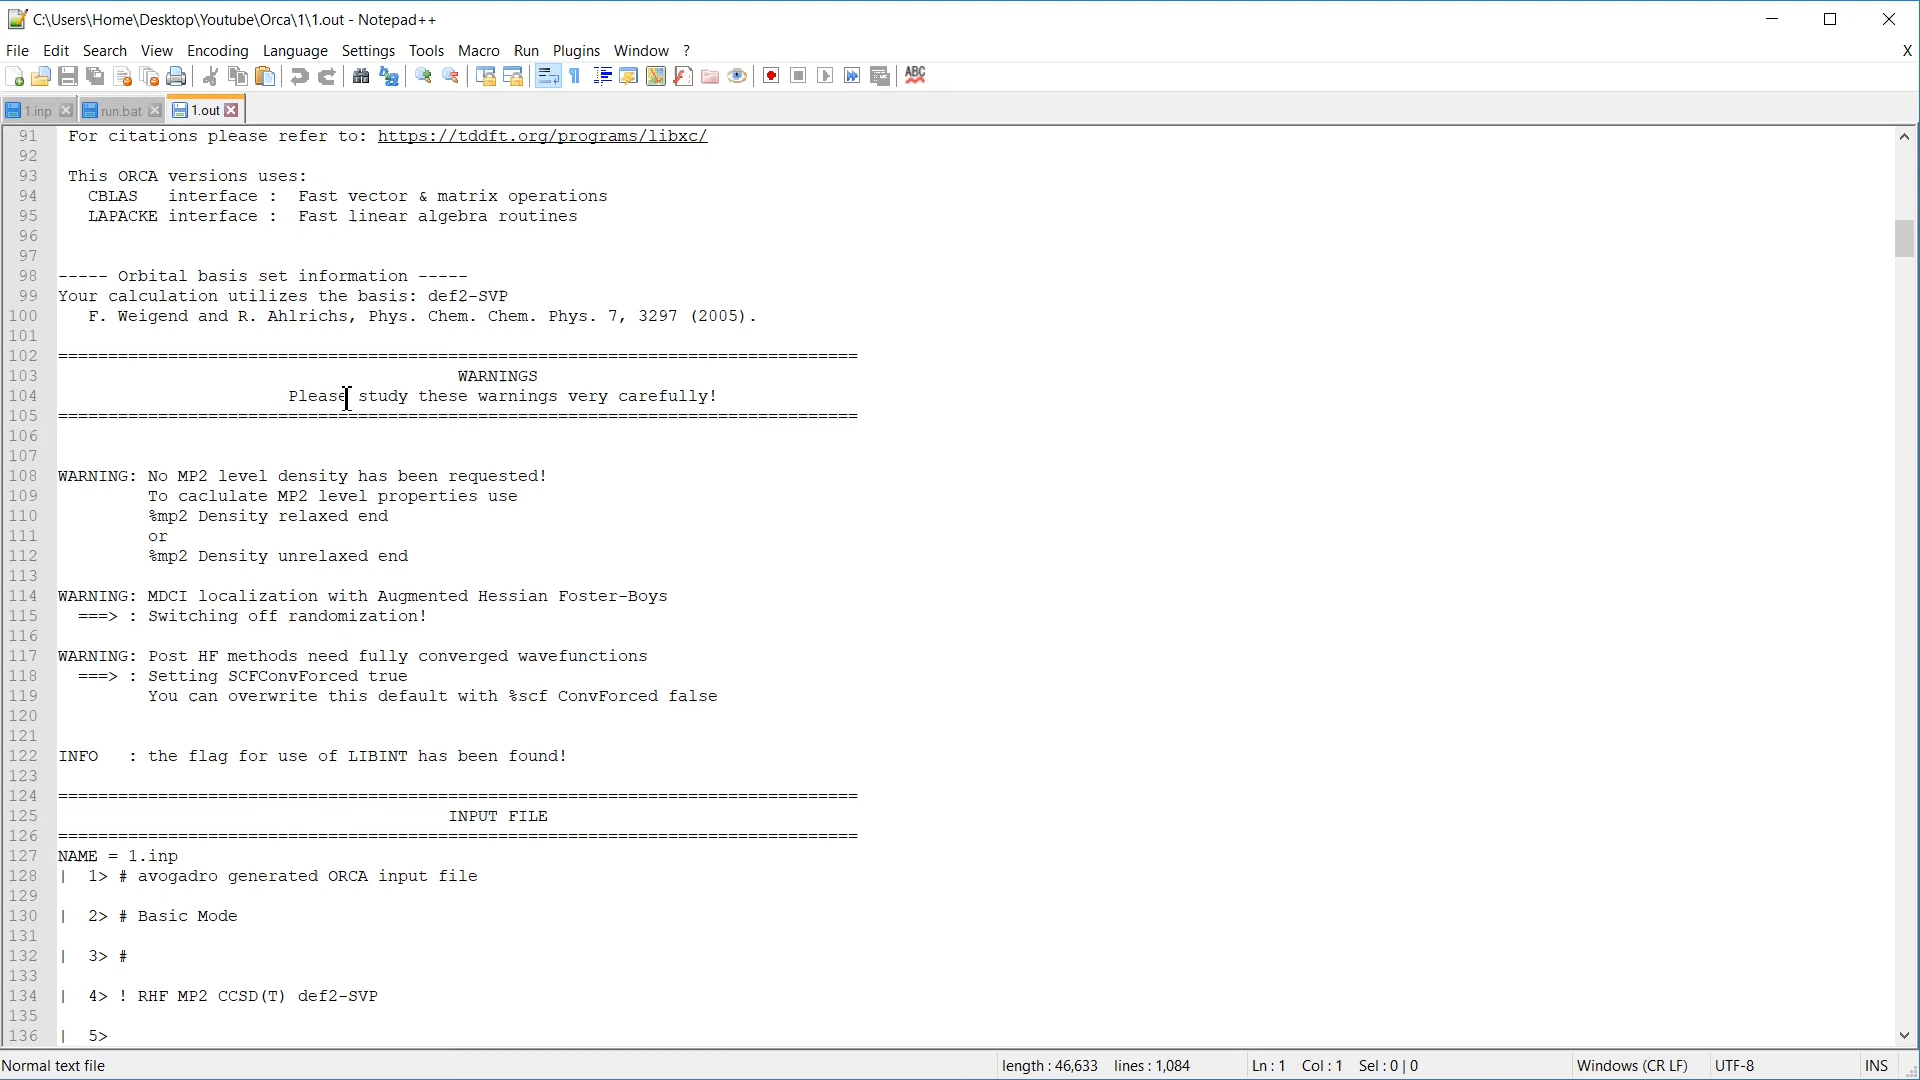 C:\Users\Home\Desktop\Youtube\Orca\1\1.out - Notepad++
File Edit Search View Encoding Language Settings Tools Macro Run Plugins Window ? X
ABC
1.inp run.bat 1.out
91 For citations please refer to: https://tddft.org/programs/libxc/
92
93 This ORCA versions uses:
94 CBLAS interface : Fast vector & matrix operations
95 LAPACKE interface : Fast linear algebra routines
96
97
98 ----- Orbital basis set information -----
99 Your calculation utilizes the basis: def2-SVP
100 F. Weigend and R. Ahlrichs, Phys. Chem. Chem. Phys. 7, 3297 (2005).
101
102 ================================================================================
103 WARNINGS
104 Please study these warnings very carefully!
105 ================================================================================
106
107
108 WARNING: No MP2 level density has been requested!
109 To caclulate MP2 level properties use
110 %mp2 Density relaxed end
111 or
112 %mp2 Density unrelaxed end
113
114 WARNING: MDCI localization with Augmented Hessian Foster-Boys
115 ===> : Switching off randomization!
116
117 WARNING: Post HF methods need fully converged wavefunctions
118 ===> : Setting SCFConvForced true
119 You can overwrite this default with %scf ConvForced false
120
121
122 INFO : the flag for use of LIBINT has been found!
123
124 ================================================================================
125 INPUT FILE
126 ================================================================================
127 NAME = 1.inp
128 | 1> # avogadro generated ORCA input file
129
130 | 2> # Basic Mode
131
132 | 3> #
133
134 | 4> ! RHF MP2 CCSD(T) def2-SVP
135
136 | 5>
Normal text file length : 46,633 lines : 1,084 Ln : 1 Col : 1 Sel : 0 | 0 Windows (CR LF) UTF-8 INS